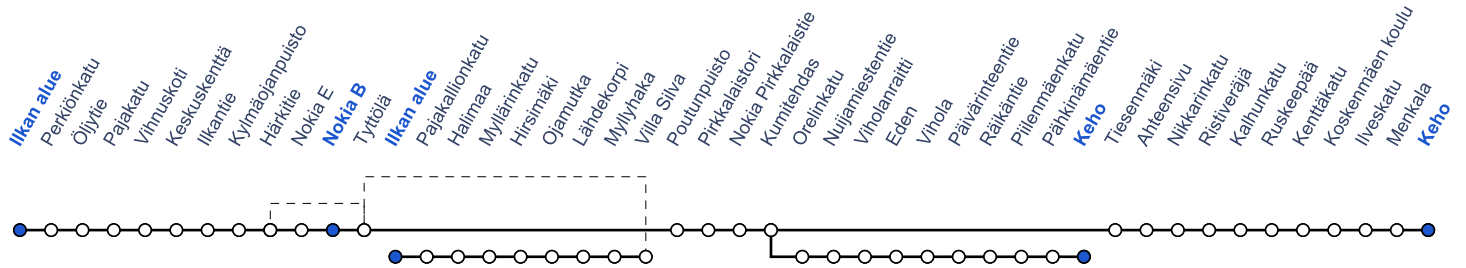 Ilkan alue
Perkiönkatu
Öljytie
Pajakatu
Vihnuskoti
Keskuskenttä
Ilkantie
Kylmäojanpuisto
Härkitie
Nokia E
Nokia B
Tyttölä
Ilkan alue
Pajakallionkatu
Halimaa
Myllärinkatu
Hirsimäki
Ojamutka
Lähdekorpi
Myllyhaka
Villa Silva
Poutunpuisto
Pirkkalaistori
Nokia Pirkkalaistie
Kumitehdas
Orelinkatu
Nuijamiestentie
Viholanraitti
Eden
Vihola
Päivärinteentie
Räikäntie
Pillenmäenkatu
Pähkinämäentie
Keho
Tiesenmäki
Ahteensivu
Nikkarinkatu
Ristiveräjä
Kalhunkatu
Ruskeepää
Kenttäkatu
Koskenmäen koulu
Ilveskatu
Menkala
Keho